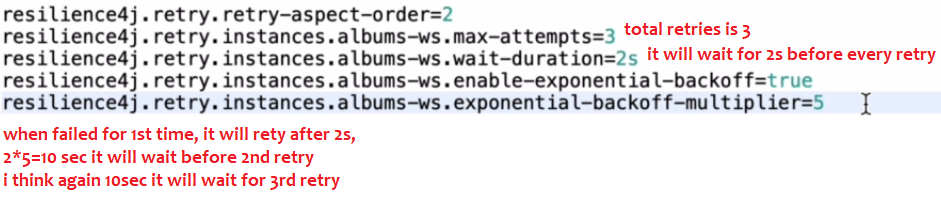 resilience4j.retry.retry-aspect-order=2
resilience4j.retry.instances.albums-ws.max-attempts=3 total retries is 3
resilience4j.retry.instances.albums-ws.wait-duration=2s it will wait for 2s before every retry
resilience4j.retry.instances.albums-ws.enable-exponential-backoff=true
resilience4j.retry.instances.albums-ws.exponential-backoff-multiplier=5
when failed for 1st time, it will rety after 2s,
2*5=10 sec it will wait before 2nd retry
i think again 10sec it will wait for 3rd retry